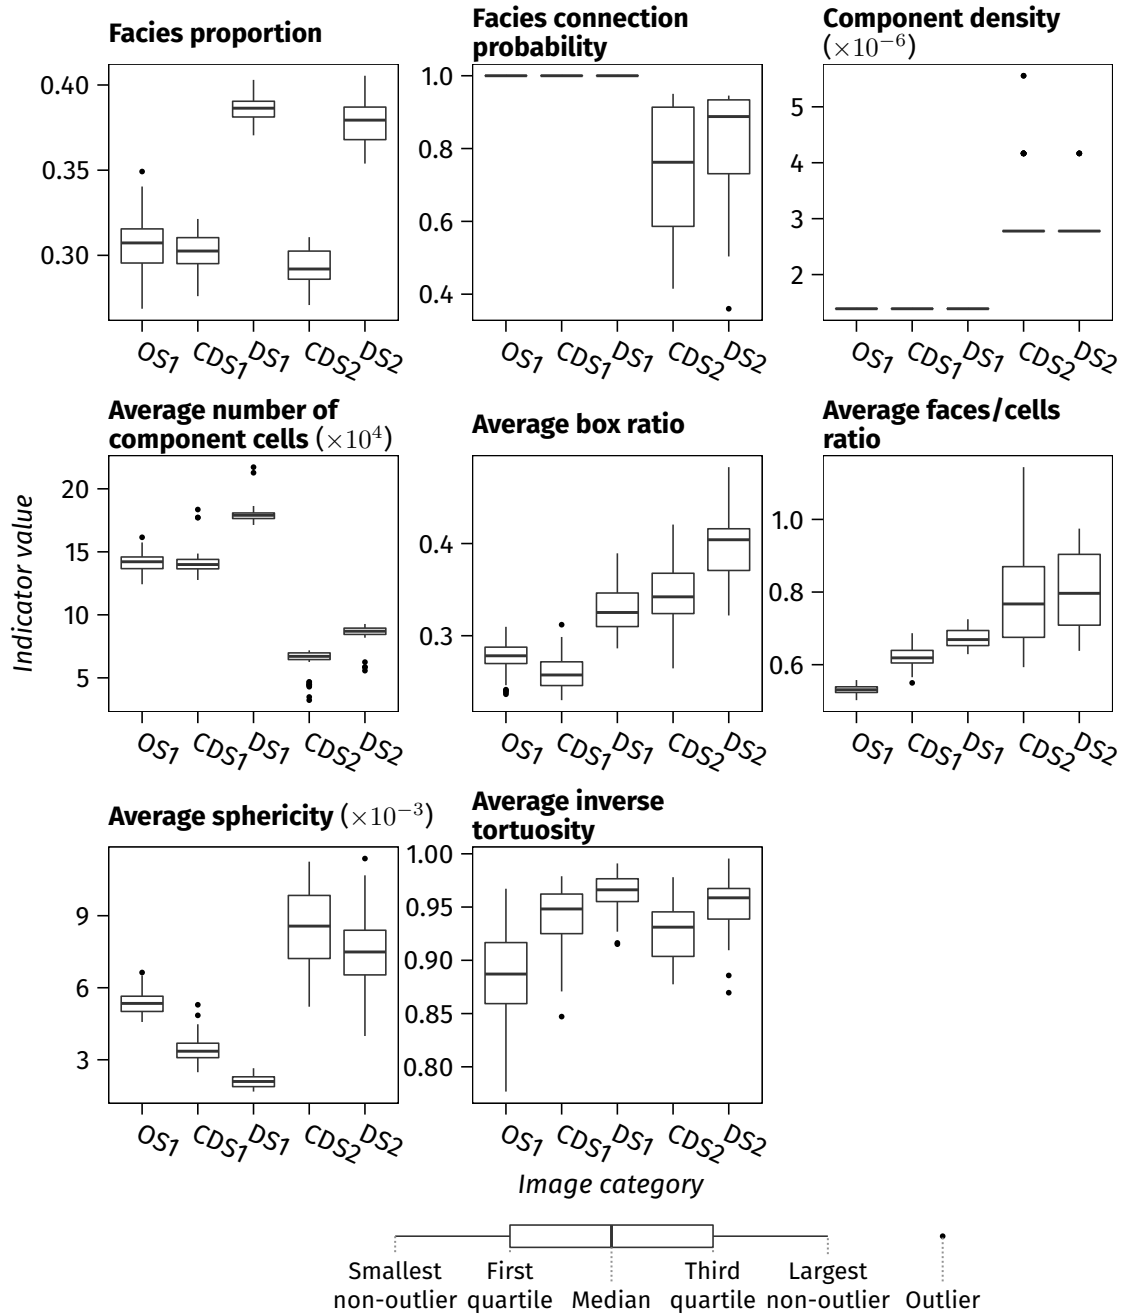 Facies proportion
Facies connection
probability
Component density
(×10⁻⁶)
0.40
0.35
0.30
OS1 CDS1 DS1 CDS2 DS2
1.0
0.8
0.6
0.4
OS1 CDS1 DS1 CDS2 DS2
5
4
3
2
OS1 CDS1 DS1 CDS2 DS2
Indicator value
Average number of
component cells (×10⁴)
Average box ratio
Average faces/cells
ratio
20
15
10
5
OS1 CDS1 DS1 CDS2 DS2
0.4
0.3
OS1 CDS1 DS1 CDS2 DS2
1.0
0.8
0.6
OS1 CDS1 DS1 CDS2 DS2
Average sphericity (×10⁻³)
Average inverse
tortuosity
9
6
3
OS1 CDS1 DS1 CDS2 DS2
1.00
0.95
0.90
0.85
0.80
OS1 CDS1 DS1 CDS2 DS2
Image category
Smallest
non-outlier
First
quartile
Median
Third
quartile
Largest
non-outlier
Outlier